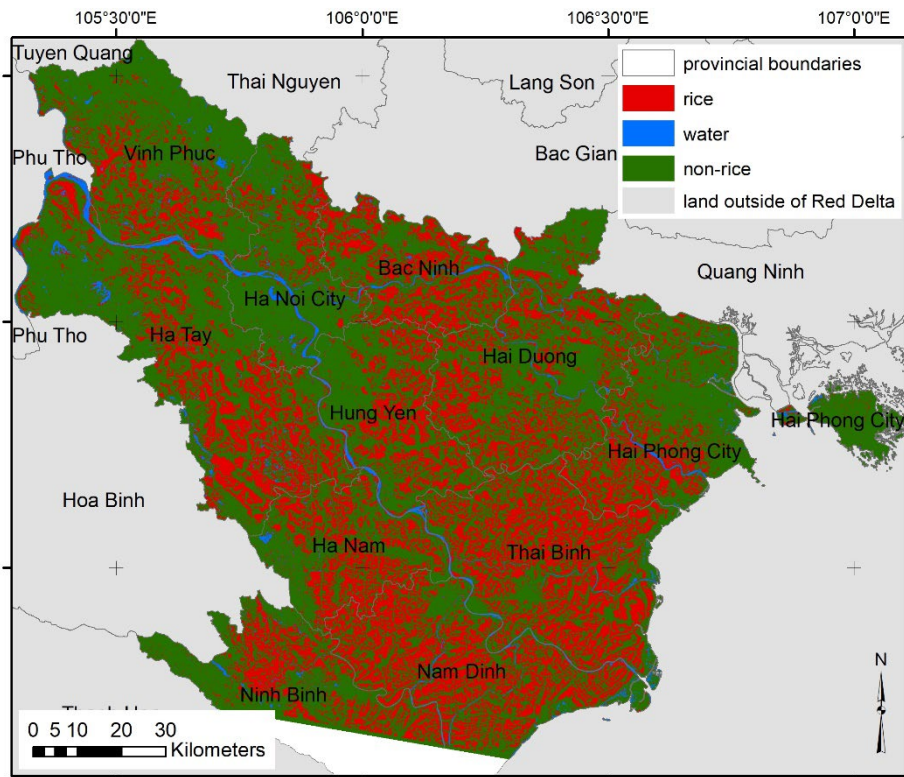 105°30'0"E
106°0'0"E
106°30'0"E
107°0'0"E
Tuyen Quang
Thai Nguyen
Lang Son
provincial boundaries
rice
water
non-rice
land outside of Red Delta
Phu Tho
Vinh Phuc
Bac Gian
Bac Ninh
Quang Ninh
Ha Noi City
Phu Tho
Ha Tay
Hai Duong
Hung Yen
Hai Phong City
Hai Phong City
Hoa Binh
Ha Nam
Thai Binh
Nam Dinh
Ninh Binh
N
0 5 10 20 30
Kilometers